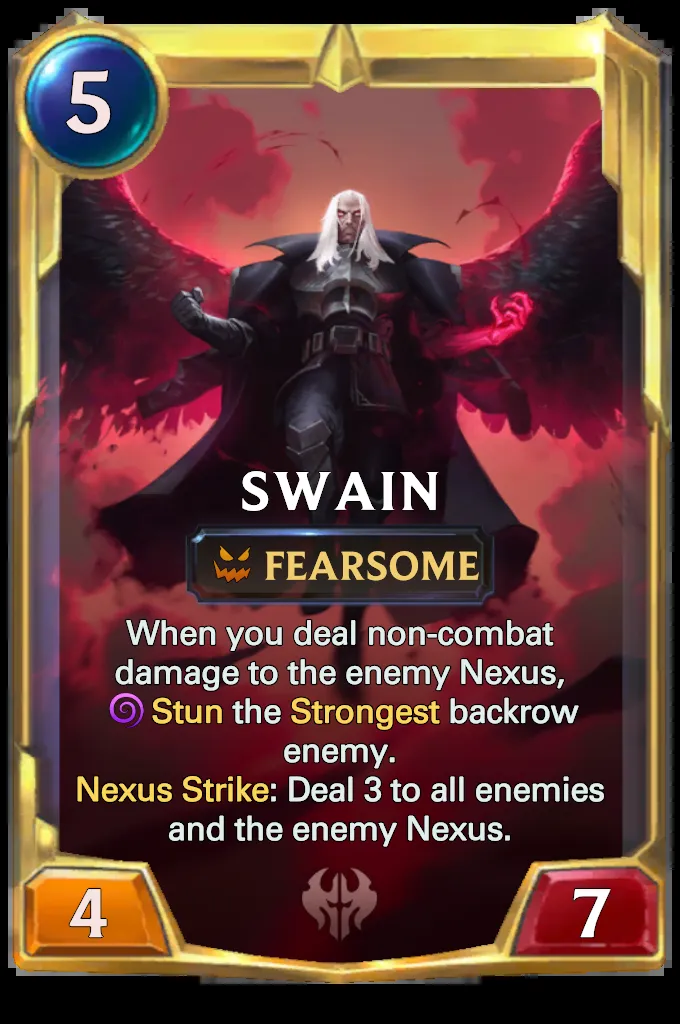 5
SWAIN
FEARSOME
When you deal non-combat
damage to the enemy Nexus,
Stun the Strongest backrow
enemy.
Nexus Strike: Deal 3 to all enemies
and the enemy Nexus.
4
7